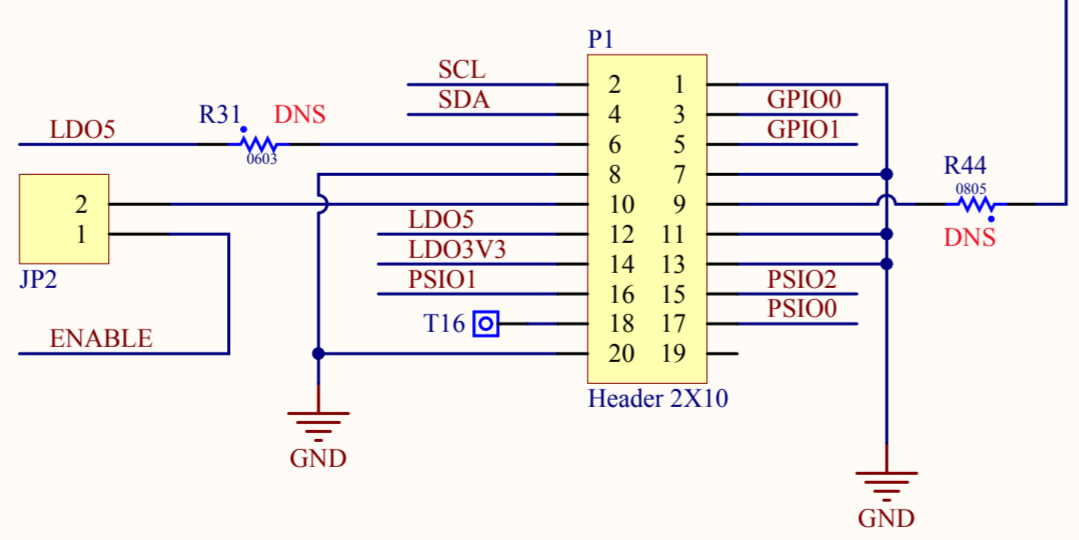 P1
SCL 2 1
SDA 4 3 GPIO0
R31 DNS
LDO5 0603 6 5 GPIO1
8 7
R44
0805
2 10 9
DNS
1 LDO5 12 11
JP2 LDO3V3 14 13
PSIO1 16 15 PSIO2
T16 18 17 PSIO0
ENABLE 20 19
Header 2X10
GND
GND